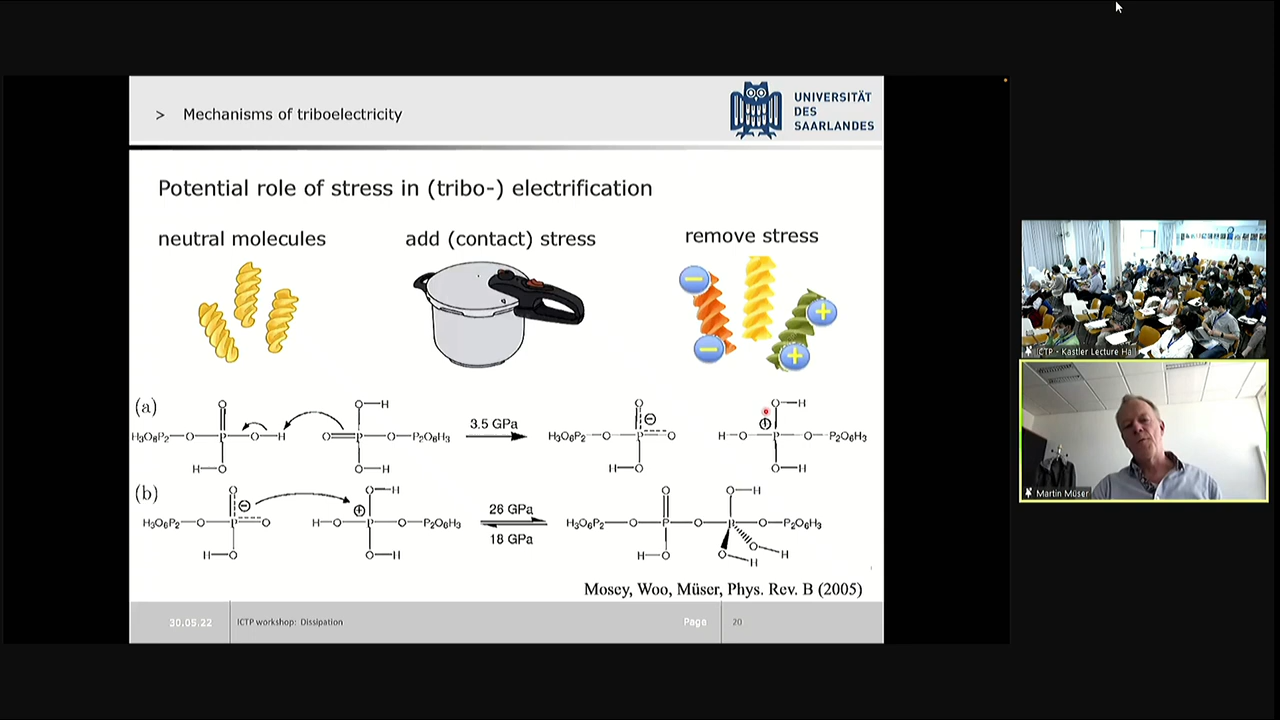 > Mechanisms of triboelectricity
UNIVERSITÄT
DES
SAARLANDES
Potential role of stress in (tribo-) electrification
neutral molecules
add (contact) stress
remove stress
(a)
O O—H O O—H
H₃O₆P₂—O—P—O—H O=P—O—P₂O₆H₃ 3.5 GPa H₃O₆P₂—O—P=O H—O—P—O—P₂O₆H₃
H—O O—H H—O O—H
(b)
O O—H O O—H
H₃O₆P₂—O—P=O H—O—P—O—P₂O₆H₃ 26 GPa H₃O₆P₂—O—P—O—P—O—P₂O₆H₃
18 GPa
H—O O—H H—O O—H O—H
Mosey, Woo, Müser, Phys. Rev. B (2005)
30.05.22 ICTP workshop: Dissipation Page 20
ICTP - Kastler Lecture Hall
Martin Müser